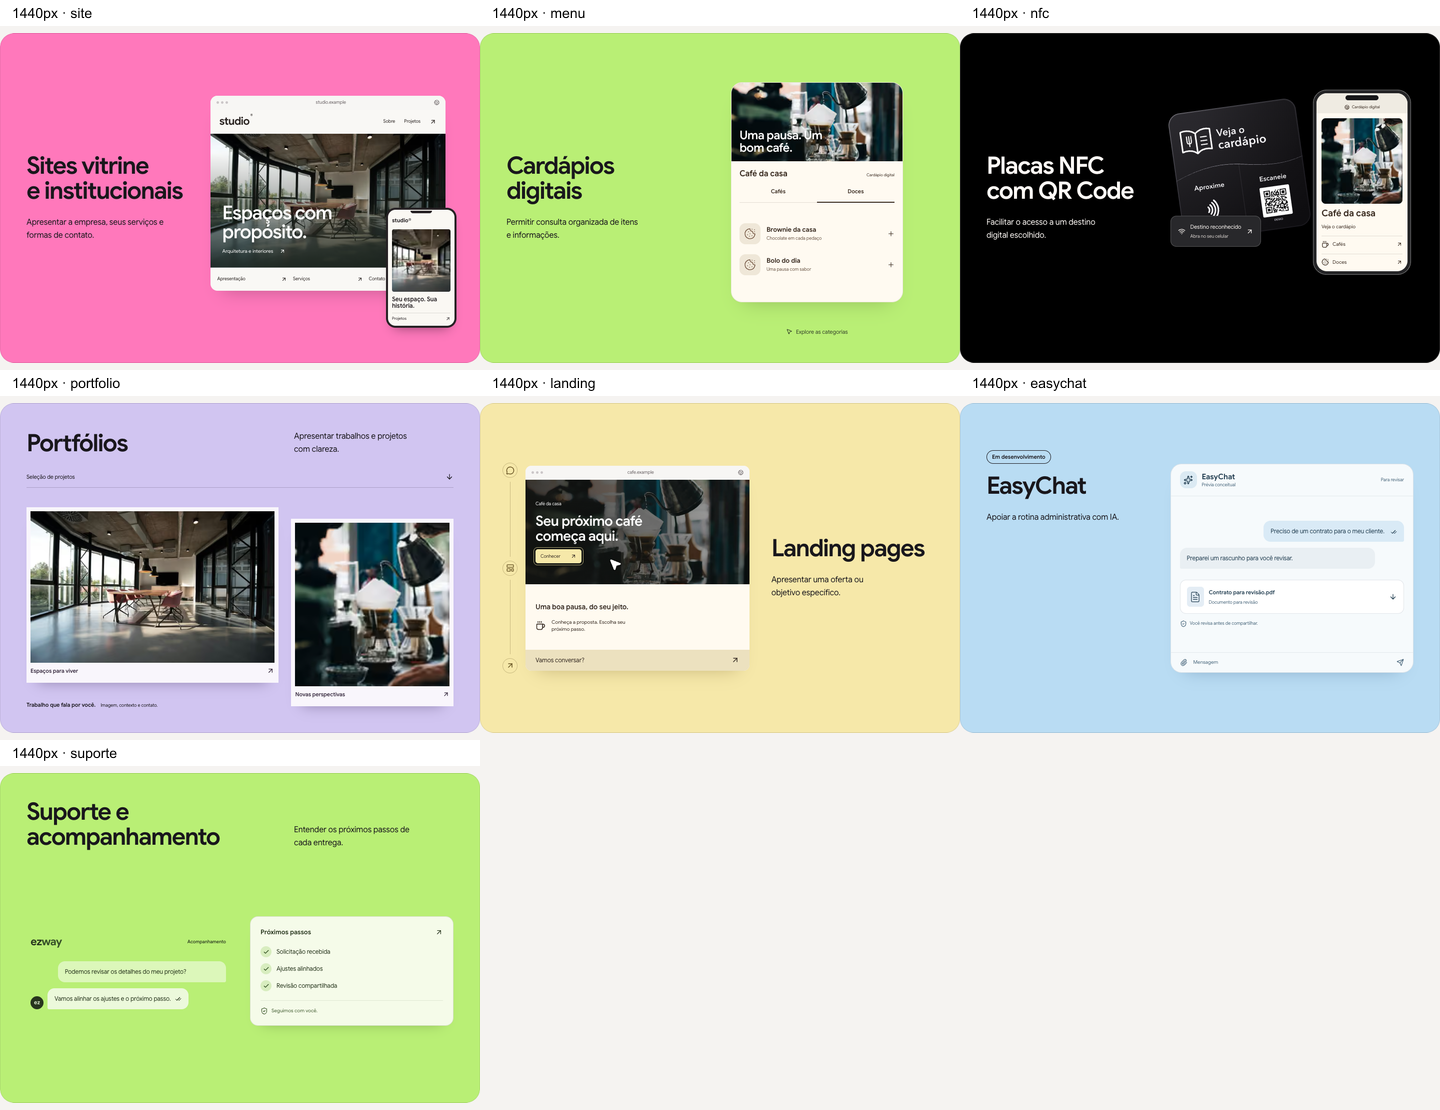 1440px · site
Sites vitrine
e institucionais
Apresentar a empresa, seus serviços e
formas de contato.
studio.example
studio
Sobre
Projetos
Espaços com
propósito.
Arquitetura e interiores
Apresentação
Serviços
Contato
studio
Seu espaço. Sua
história.
Projetos
1440px · menu
Cardápios
digitais
Permitir consulta organizada de itens
e informações.
Uma pausa. Um
bom café.
Café da casa
Cardápio digital
Cafés
Doces
Brownie da casa
Chocolate em cada pedaço
Bolo do dia
Uma pausa com sabor
Explore as categorias
1440px · nfc
Placas NFC
com QR Code
Facilitar o acesso a um destino
digital escolhido.
Veja o
cardápio
Aproxime
Escaneie
Destino reconhecido
Abra no seu celular
Cardápio digital
Café da casa
Veja o cardápio
Cafés
Doces
1440px · portfolio
Portfólios
Apresentar trabalhos e projetos
com clareza.
Seleção de projetos
Espaços para viver
Novas perspectivas
Trabalho que fala por você.
Imagem, contexto e contato.
1440px · landing
cafe.example
Café da casa
Seu próximo café
começa aqui.
Conhecer
Uma boa pausa, do seu jeito.
Conheça a proposta. Escolha seu
próximo passo.
Vamos conversar?
Landing pages
Apresentar uma oferta ou
objetivo específico.
1440px · easychat
Em desenvolvimento
EasyChat
Apoiar a rotina administrativa com IA.
EasyChat
Prévia conceitual
Para revisar
Preciso de um contrato para o meu cliente.
Preparei um rascunho para você revisar.
Contrato para revisão.pdf
Documento para revisão
Você revisa antes de compartilhar.
Mensagem
1440px · suporte
Suporte e
acompanhamento
Entender os próximos passos de
cada entrega.
ezway
Acompanhamento
Podemos revisar os detalhes do meu projeto?
ez
Vamos alinhar os ajustes e o próximo passo.
Próximos passos
Solicitação recebida
Ajustes alinhados
Revisão compartilhada
Seguimos com você.